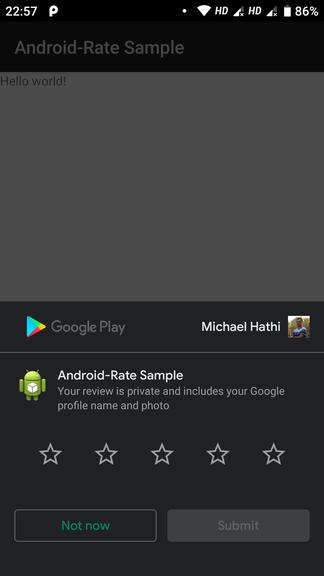 22:57 HD HD 86%
Android-Rate Sample
Hello world!
Google Play Michael Hathi
Android-Rate Sample
Your review is private and includes your Google
profile name and photo
Not now Submit